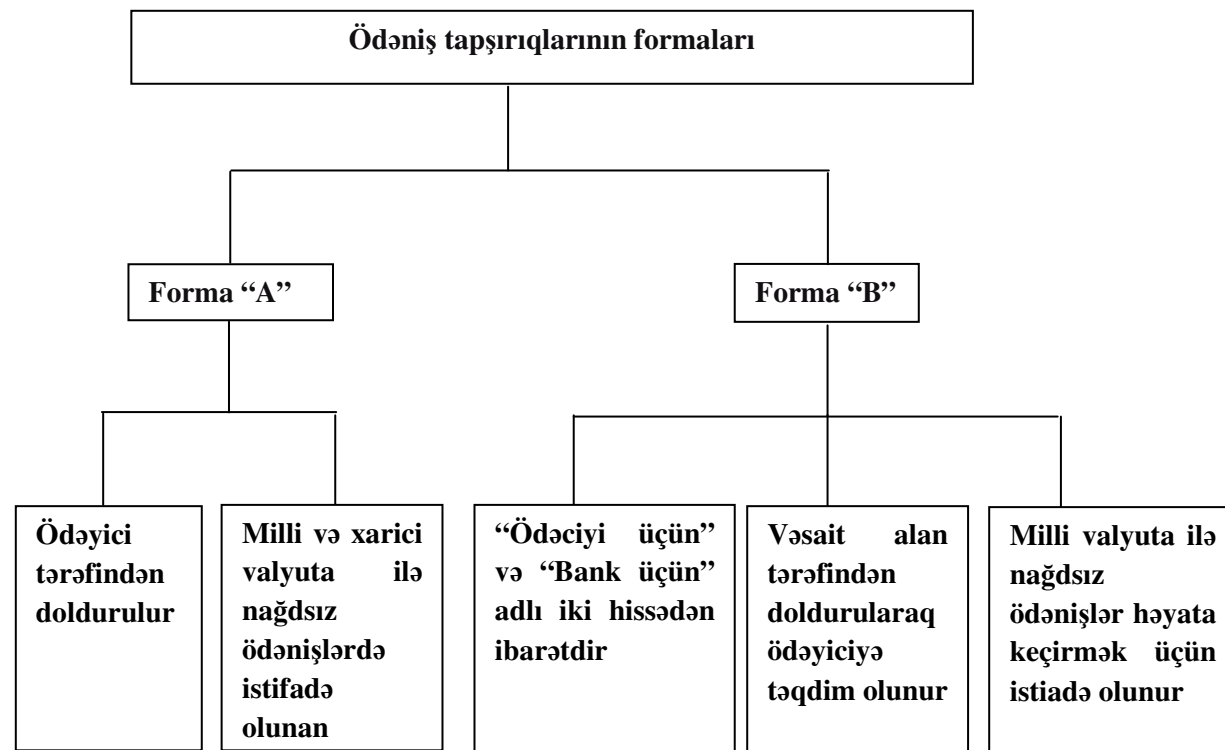 Ödəniş tapşırıqlarının formaları
Forma “A”
Forma “B”
Ödəyici
tərəfindən
doldurulur
Milli və xarici
valyuta ilə
nağdsız
ödənişlərdə
istifadə
olunan
“Ödəciyi üçün”
və “Bank üçün”
adlı iki hissədən
ibarətdir
Vəsait alan
tərəfindən
doldurularaq
ödəyiciyə
təqdim olunur
Milli valyuta ilə
nağdsız
ödənişlər həyata
keçirmək üçün
istiadə olunur